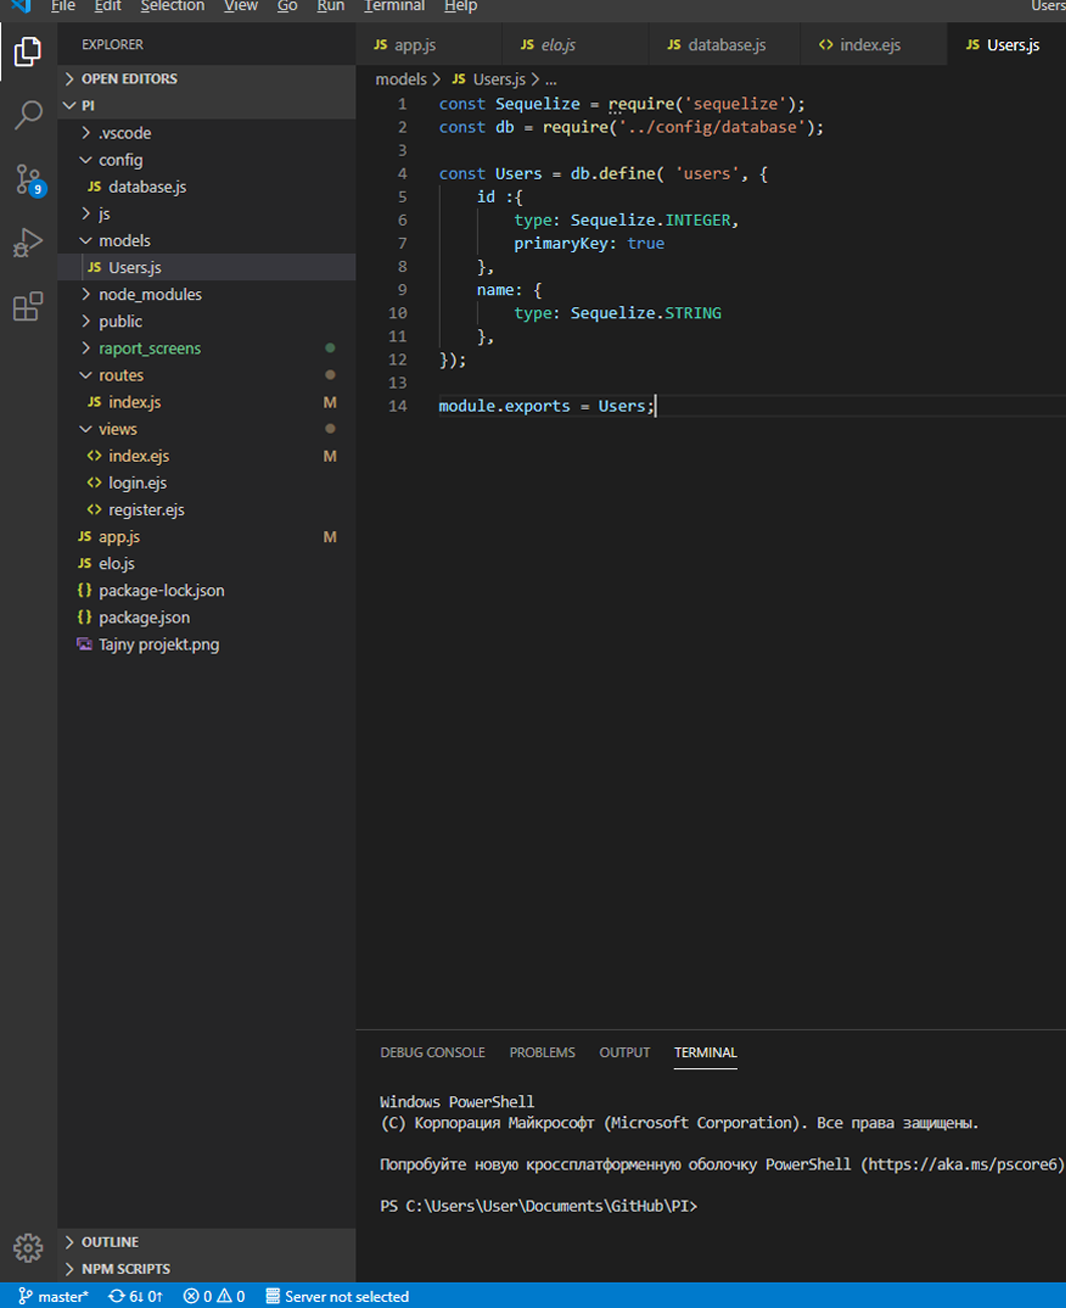 File Edit Selection View Go Run Terminal Help Users
EXPLORER
OPEN EDITORS
PI
.vscode
config
JS database.js
js
models
JS Users.js
node_modules
public
raport_screens
routes
JS index.js M
views
<> index.ejs M
<> login.ejs
<> register.ejs
JS app.js M
JS elo.js
{} package-lock.json
{} package.json
Tajny projekt.png
OUTLINE
NPM SCRIPTS
9
JS app.js JS elo.js JS database.js <> index.ejs JS Users.js
models > JS Users.js > ...
1 const Sequelize = require('sequelize');
2 const db = require('../config/database');
3
4 const Users = db.define( 'users', {
5 id :{
6 type: Sequelize.INTEGER,
7 primaryKey: true
8 },
9 name: {
10 type: Sequelize.STRING
11 },
12 });
13
14 module.exports = Users;
DEBUG CONSOLE PROBLEMS OUTPUT TERMINAL
Windows PowerShell
(C) Корпорация Майкрософт (Microsoft Corporation). Все права защищены.
Попробуйте новую кроссплатформенную оболочку PowerShell (https://aka.ms/pscore6)
PS C:\Users\User\Documents\GitHub\PI>
master* 6↓ 0↑ 0 0 Server not selected